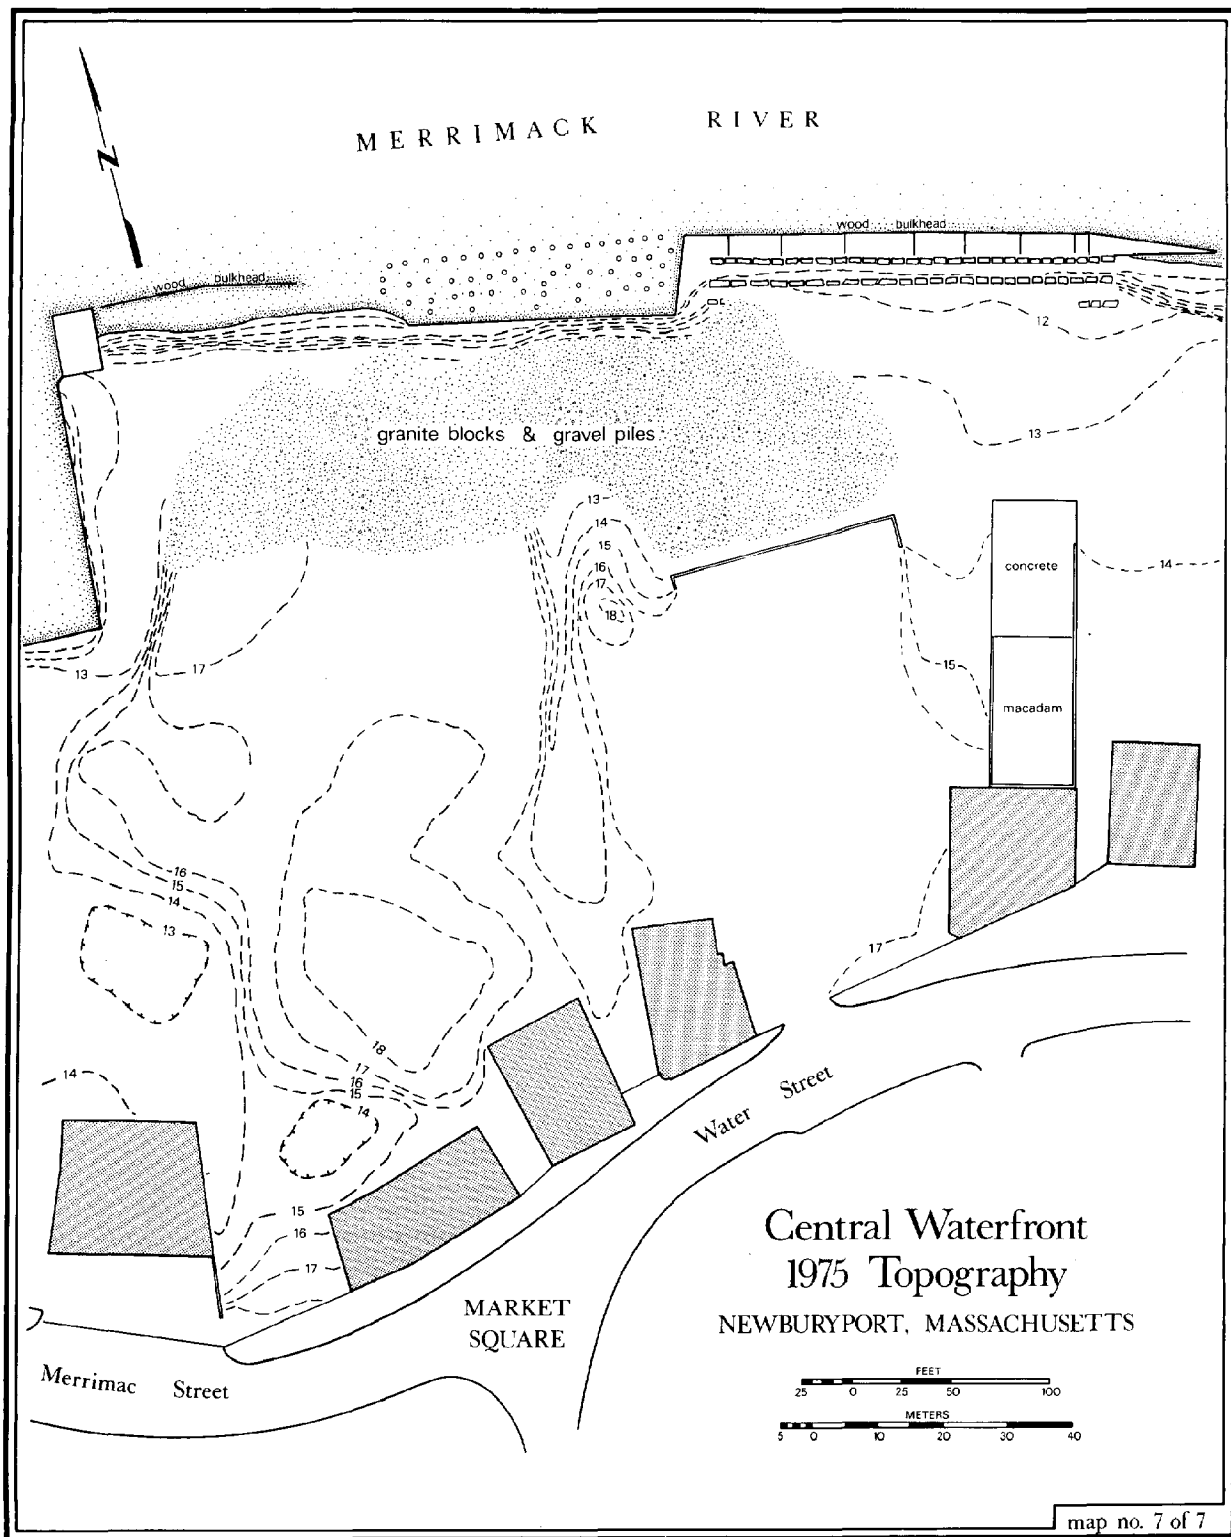 MERRIMACK RIVER
N
wood bulkhead
wood bulkhead
12
13
granite blocks & gravel piles
13
14
15
16
17
18
concrete
14
13
17
15
macadam
16
15
14
13
17
18
17
16
15
14
14
Water Street
15
16
17
Central Waterfront
1975 Topography
NEWBURYPORT, MASSACHUSETTS
MARKET
SQUARE
Merrimac Street
FEET
25 0 25 50 100
METERS
5 0 10 20 30 40
map no. 7 of 7